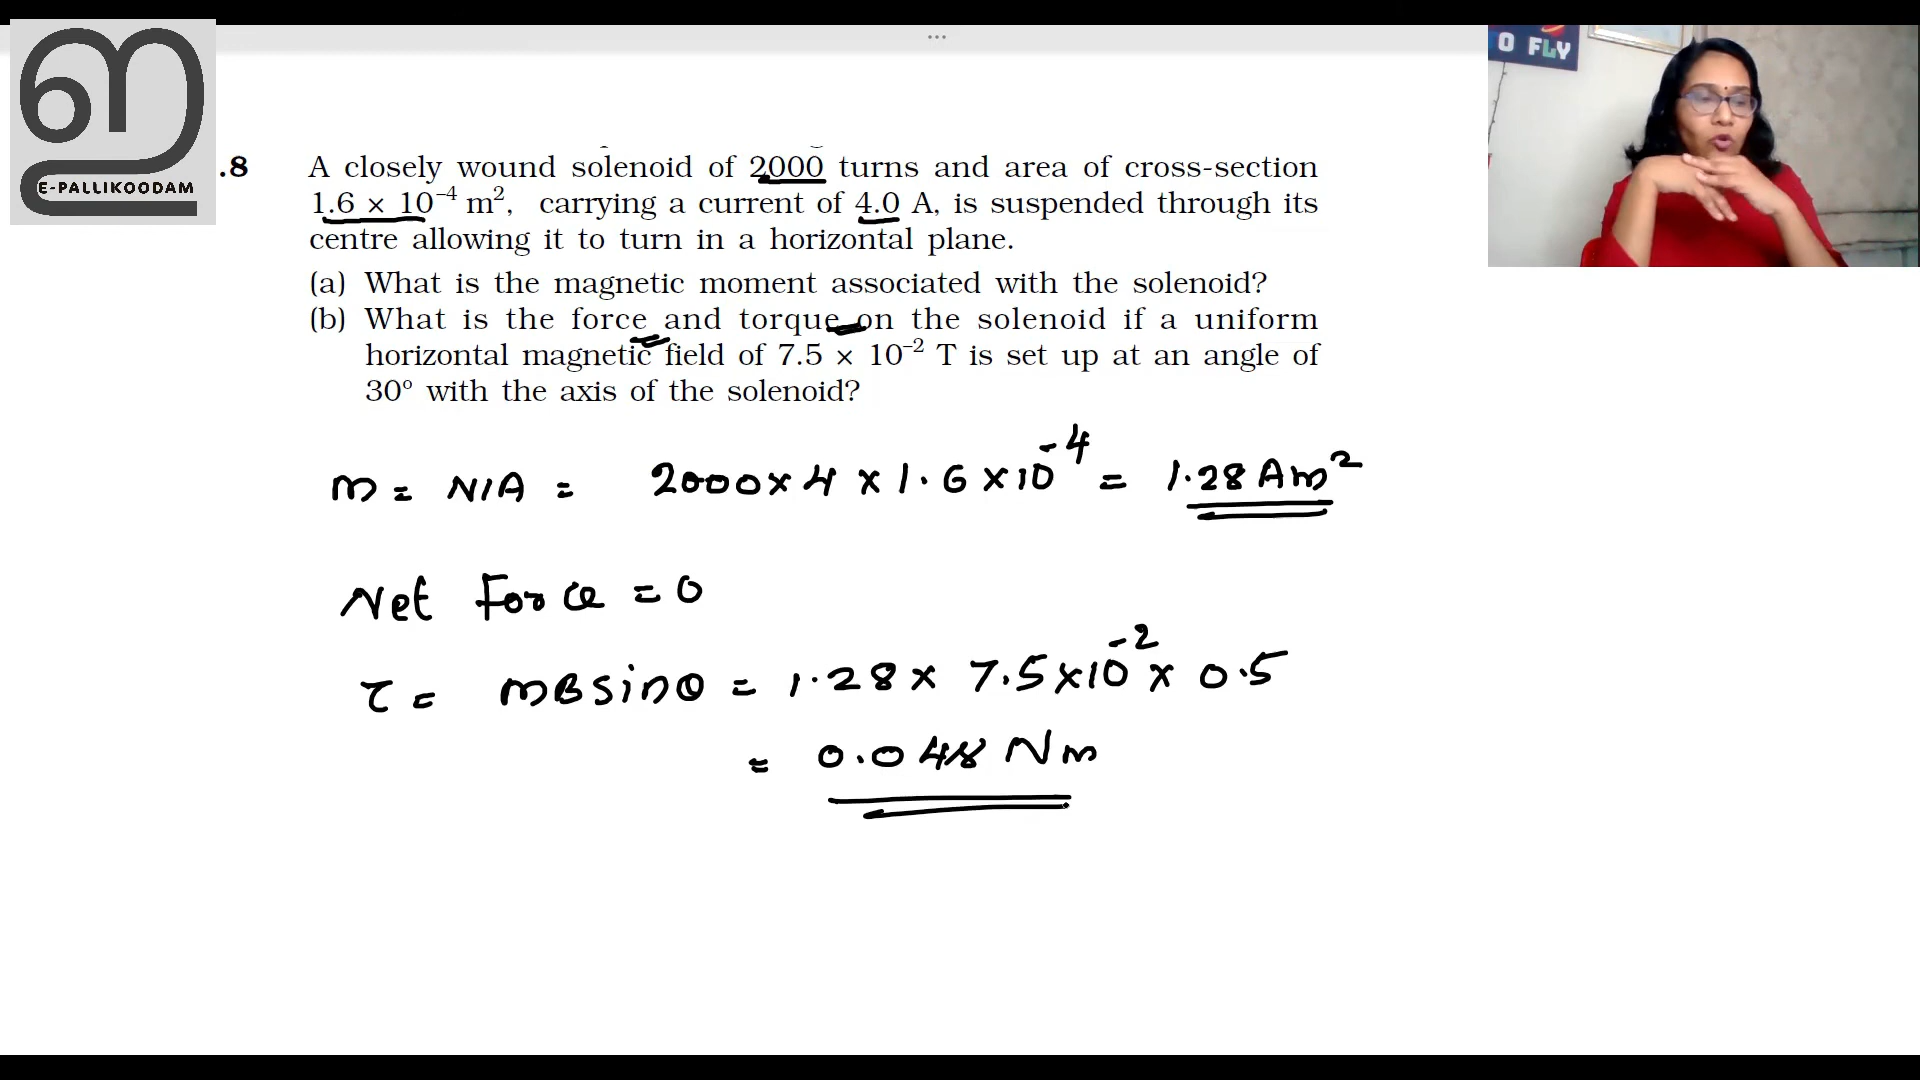 ...
O FLY
ഇ
E-PALLIKOODAM
.8 A closely wound solenoid of 2000 turns and area of cross-section
1.6 × 10⁻⁴ m², carrying a current of 4.0 A, is suspended through its
centre allowing it to turn in a horizontal plane.
(a) What is the magnetic moment associated with the solenoid?
(b) What is the force and torque on the solenoid if a uniform
horizontal magnetic field of 7.5 × 10⁻² T is set up at an angle of
30° with the axis of the solenoid?
m = NIA = 2000 × 4 × 1.6 × 10⁻⁴ = 1.28 Am²
Net Force = 0
τ = mB sinθ = 1.28 × 7.5 × 10⁻² × 0.5
= 0.048 Nm